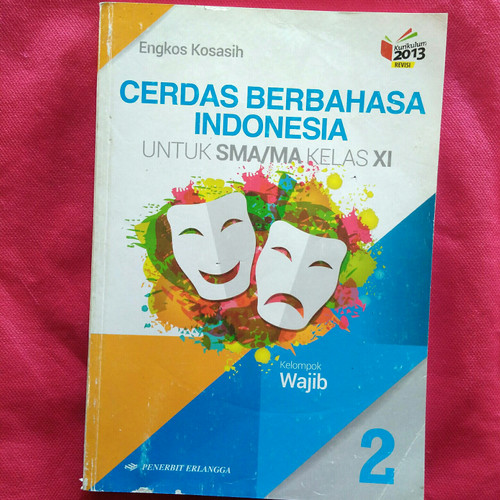 Engkos Kosasih
Kurikulum
2013
REVISI
CERDAS BERBAHASA
INDONESIA
UNTUK SMA/MA KELAS XI
Kelompok
Wajib
2
PENERBIT ERLANGGA